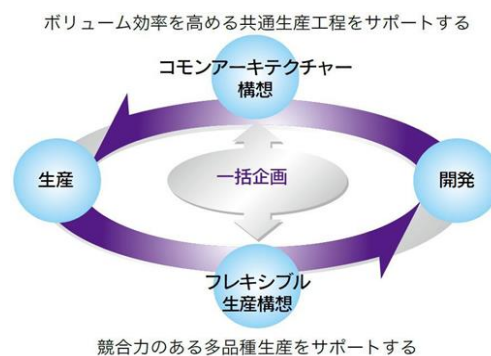 ボリューム効率を高める共通生産工程をサポートする
コモンアーキテクチャー
構想
生産
一括企画
開発
フレキシブル
生産構想
競合力のある多品種生産をサポートする